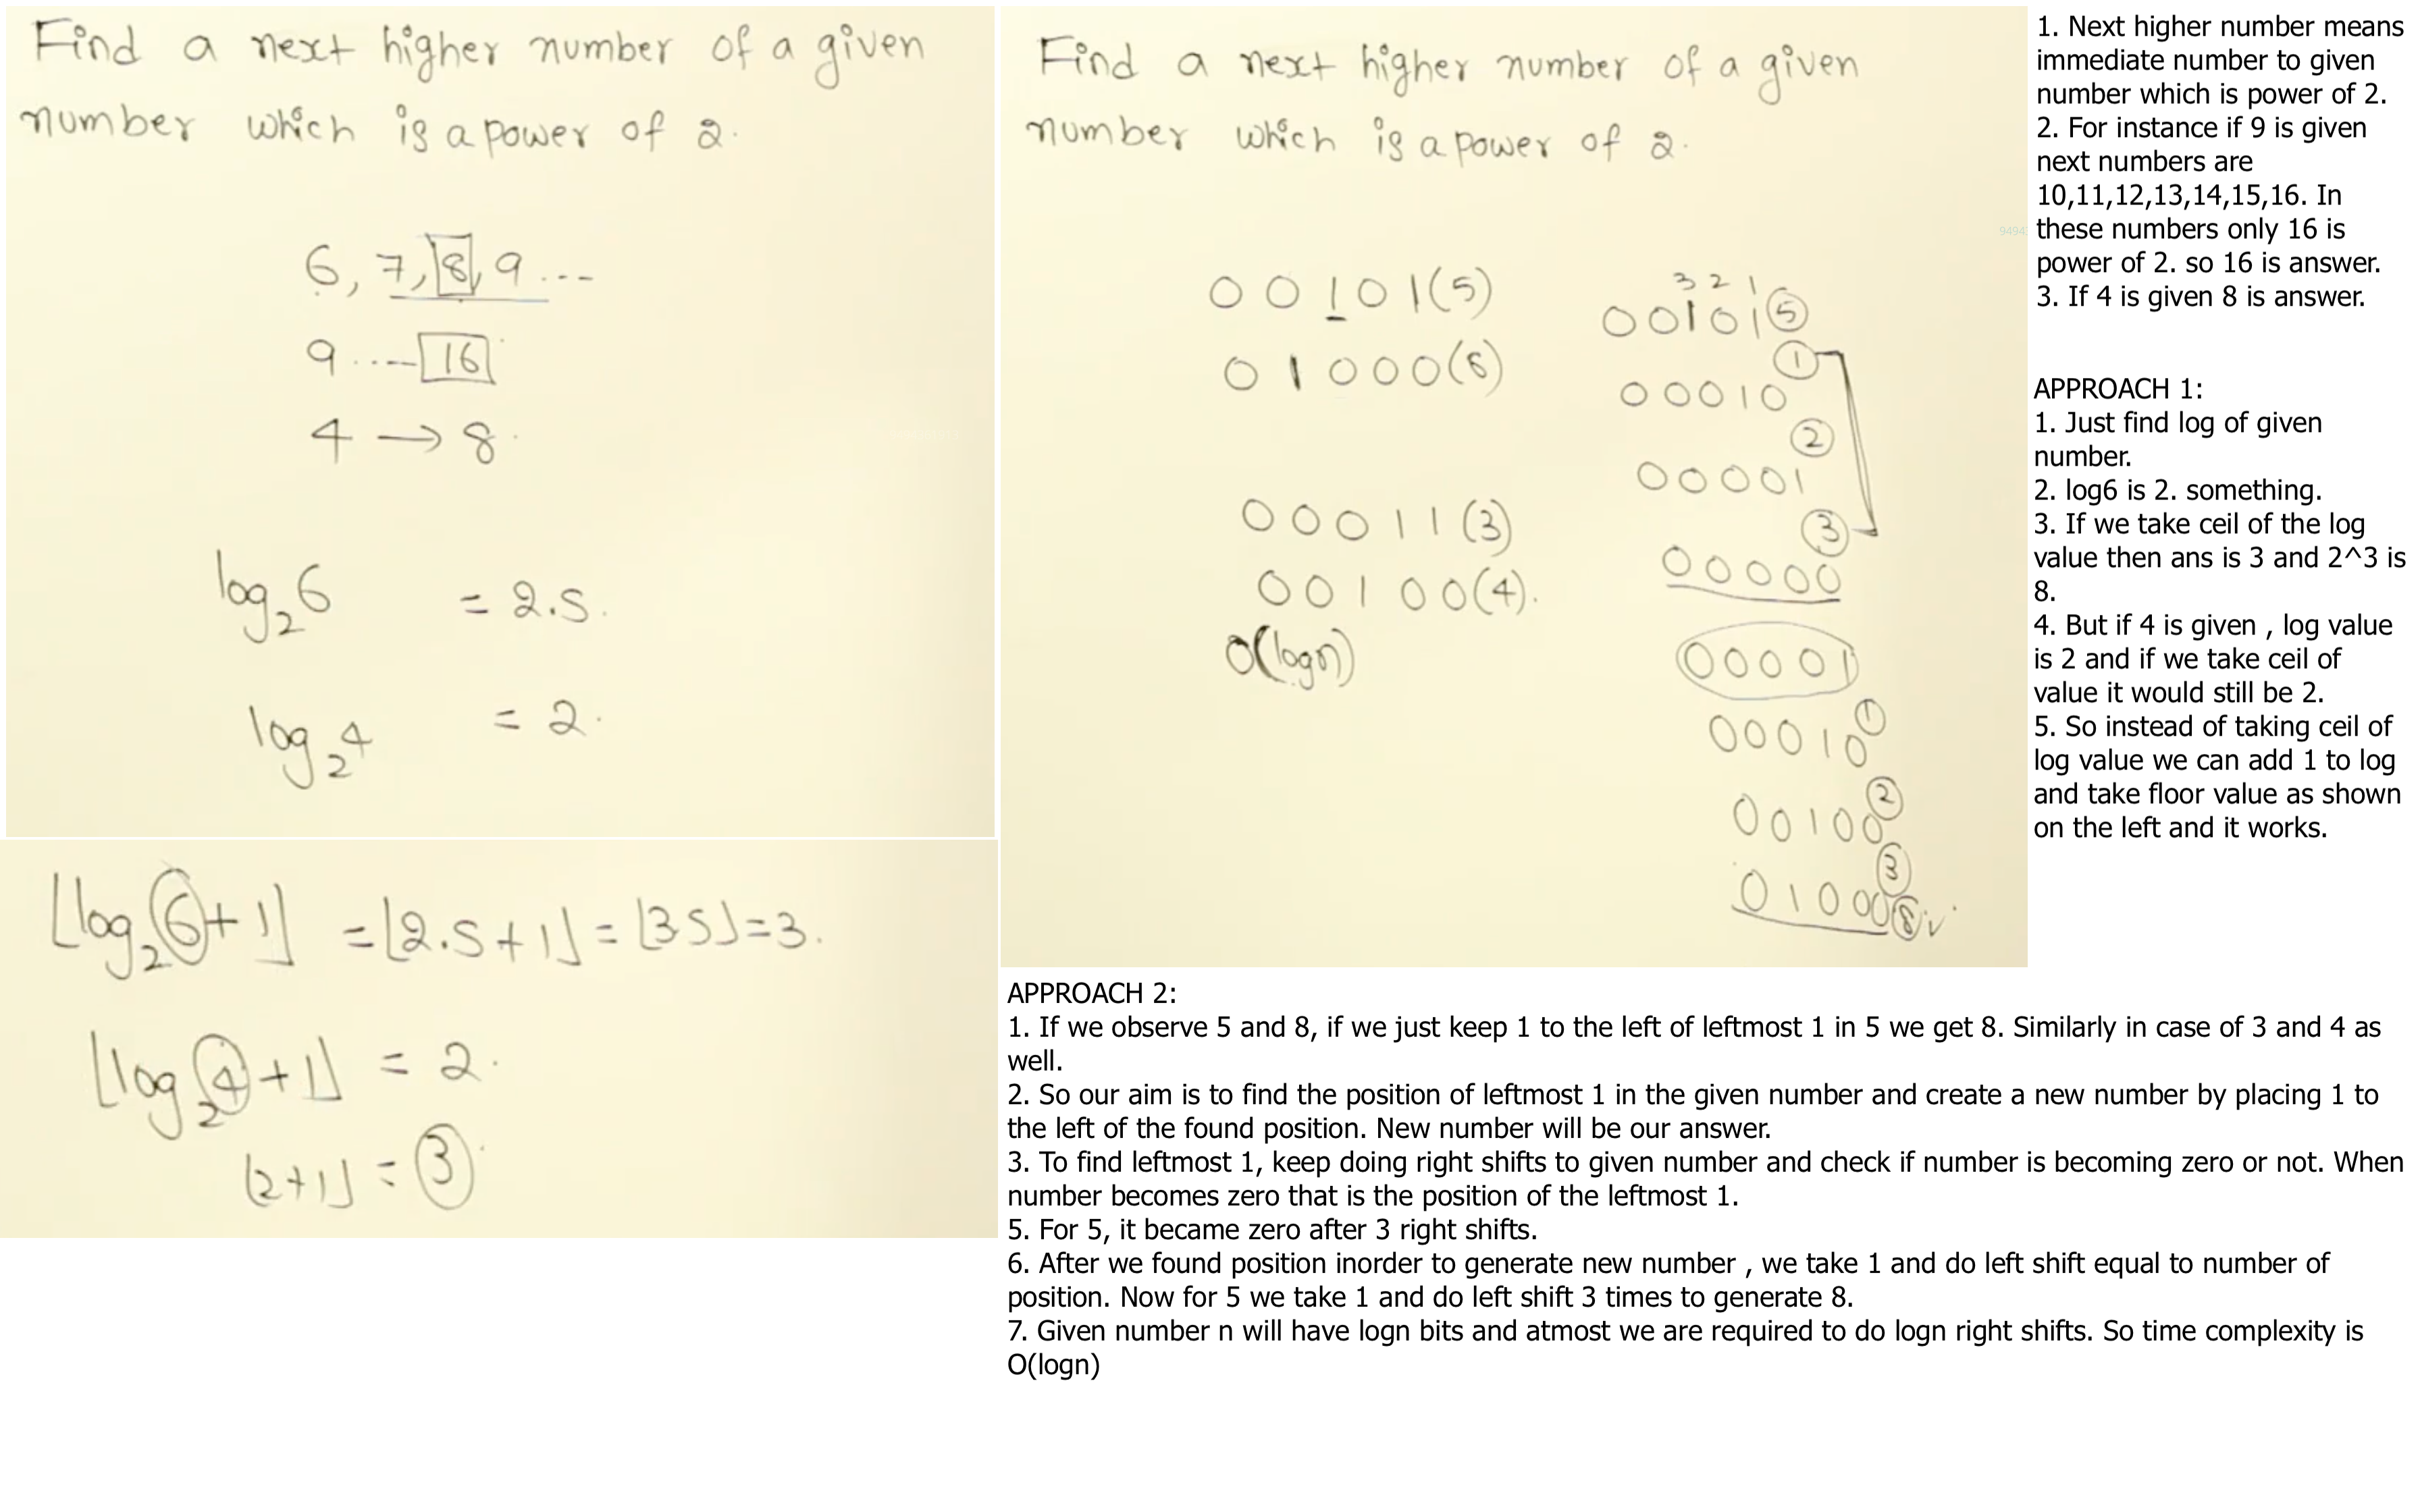 Find a next higher number of a given
number which is a power of 2.
6, 7, 8, 9 ...
9 ..... 16
4 → 8.
log₂6 = 2.5.
log₂4 = 2.
⌊log₂6+1⌋ = ⌊2.5+1⌋ = ⌊3.5⌋ = 3.
⌊log₂4+1⌋ = 2.
⌊2+1⌋ = 3
Find a next higher number of a given
number which is a power of 2.
00101(5)
01000(8)
00011(3)
00100(4).
O(logn)
3 2 1
00101 5
1
00010
2
00001
3
00000
00001
00010 1
00100 2
01000 3
8
9494
1. Next higher number means
immediate number to given
number which is power of 2.
2. For instance if 9 is given
next numbers are
10,11,12,13,14,15,16. In
these numbers only 16 is
power of 2. so 16 is answer.
3. If 4 is given 8 is answer.
APPROACH 1:
1. Just find log of given
number.
2. log6 is 2. something.
3. If we take ceil of the log
value then ans is 3 and 2^3 is
8.
4. But if 4 is given , log value
is 2 and if we take ceil of
value it would still be 2.
5. So instead of taking ceil of
log value we can add 1 to log
and take floor value as shown
on the left and it works.
APPROACH 2:
1. If we observe 5 and 8, if we just keep 1 to the left of leftmost 1 in 5 we get 8. Similarly in case of 3 and 4 as
well.
2. So our aim is to find the position of leftmost 1 in the given number and create a new number by placing 1 to
the left of the found position. New number will be our answer.
3. To find leftmost 1, keep doing right shifts to given number and check if number is becoming zero or not. When
number becomes zero that is the position of the leftmost 1.
5. For 5, it became zero after 3 right shifts.
6. After we found position inorder to generate new number , we take 1 and do left shift equal to number of
position. Now for 5 we take 1 and do left shift 3 times to generate 8.
7. Given number n will have logn bits and atmost we are required to do logn right shifts. So time complexity is
O(logn)